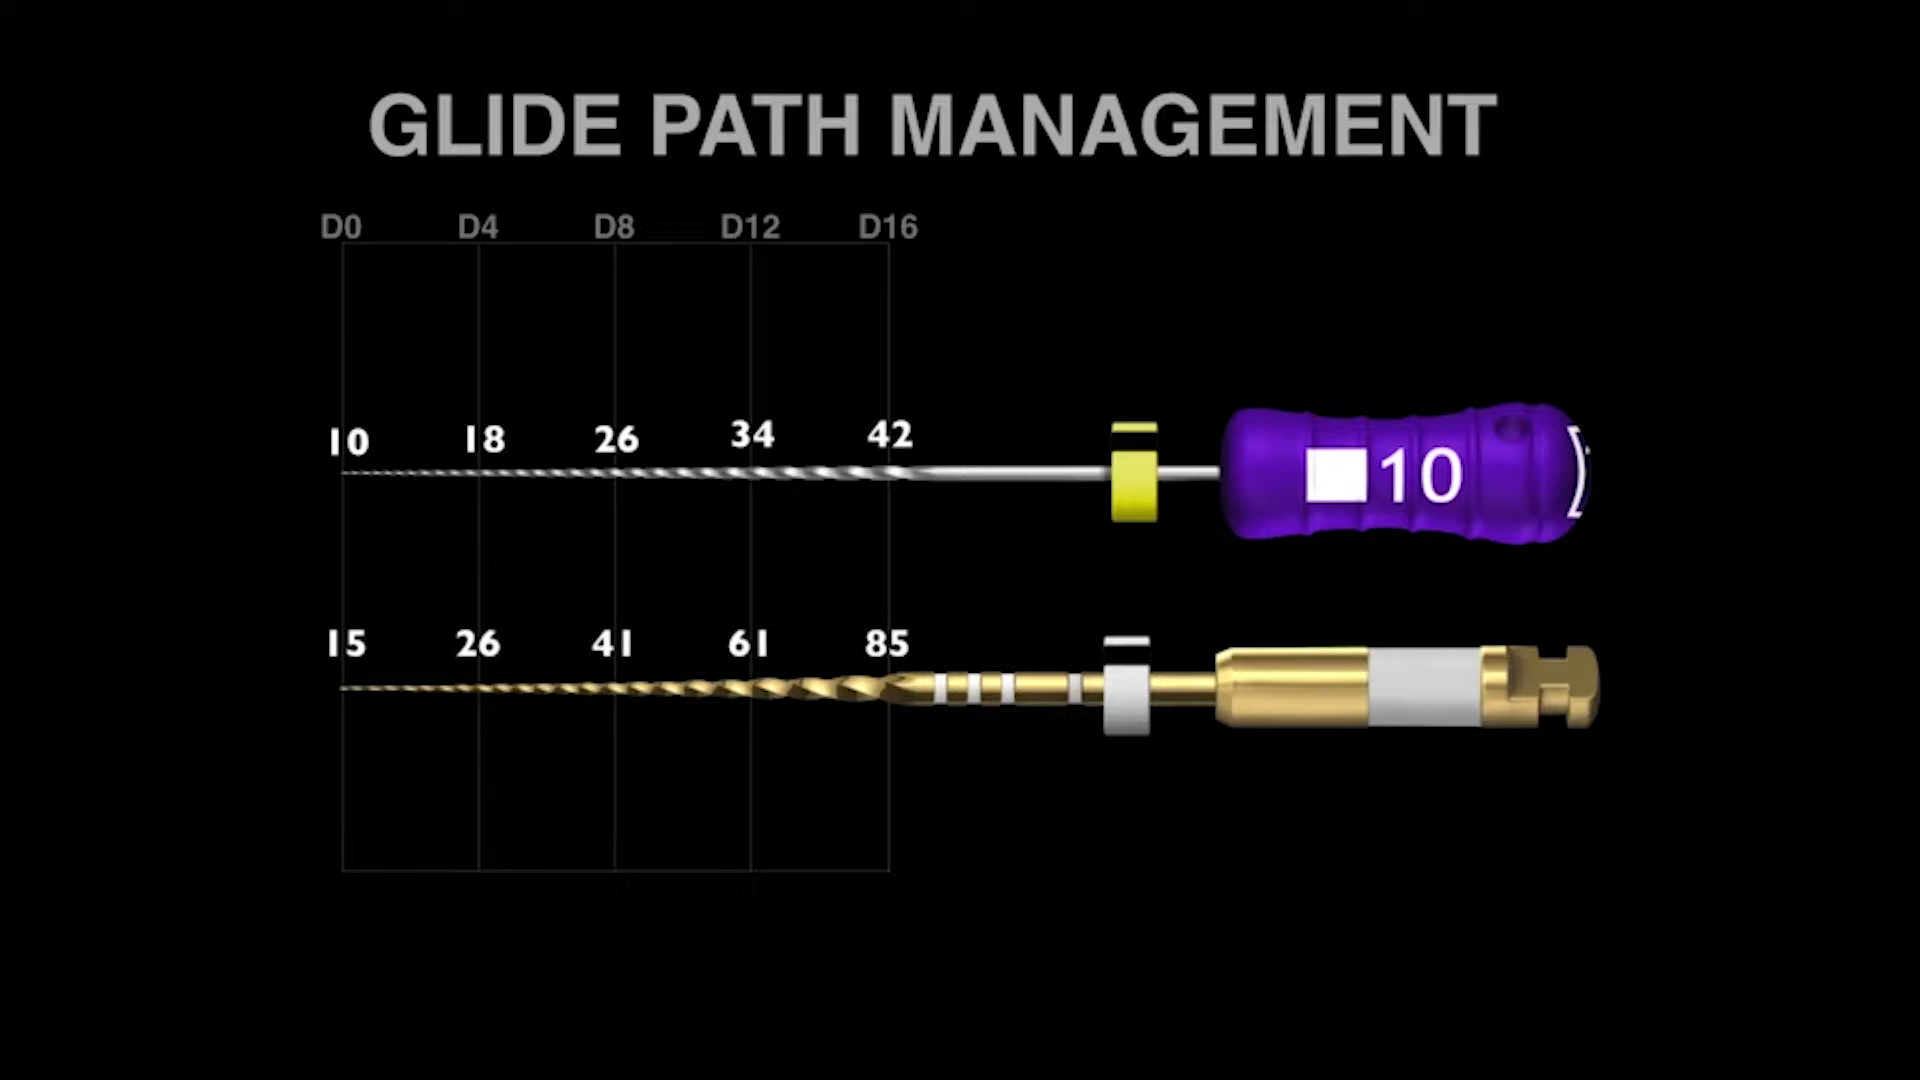 GLIDE PATH MANAGEMENT
D0 D4 D8 D12 D16
10 18 26 34 42
10
15 26 41 61 85